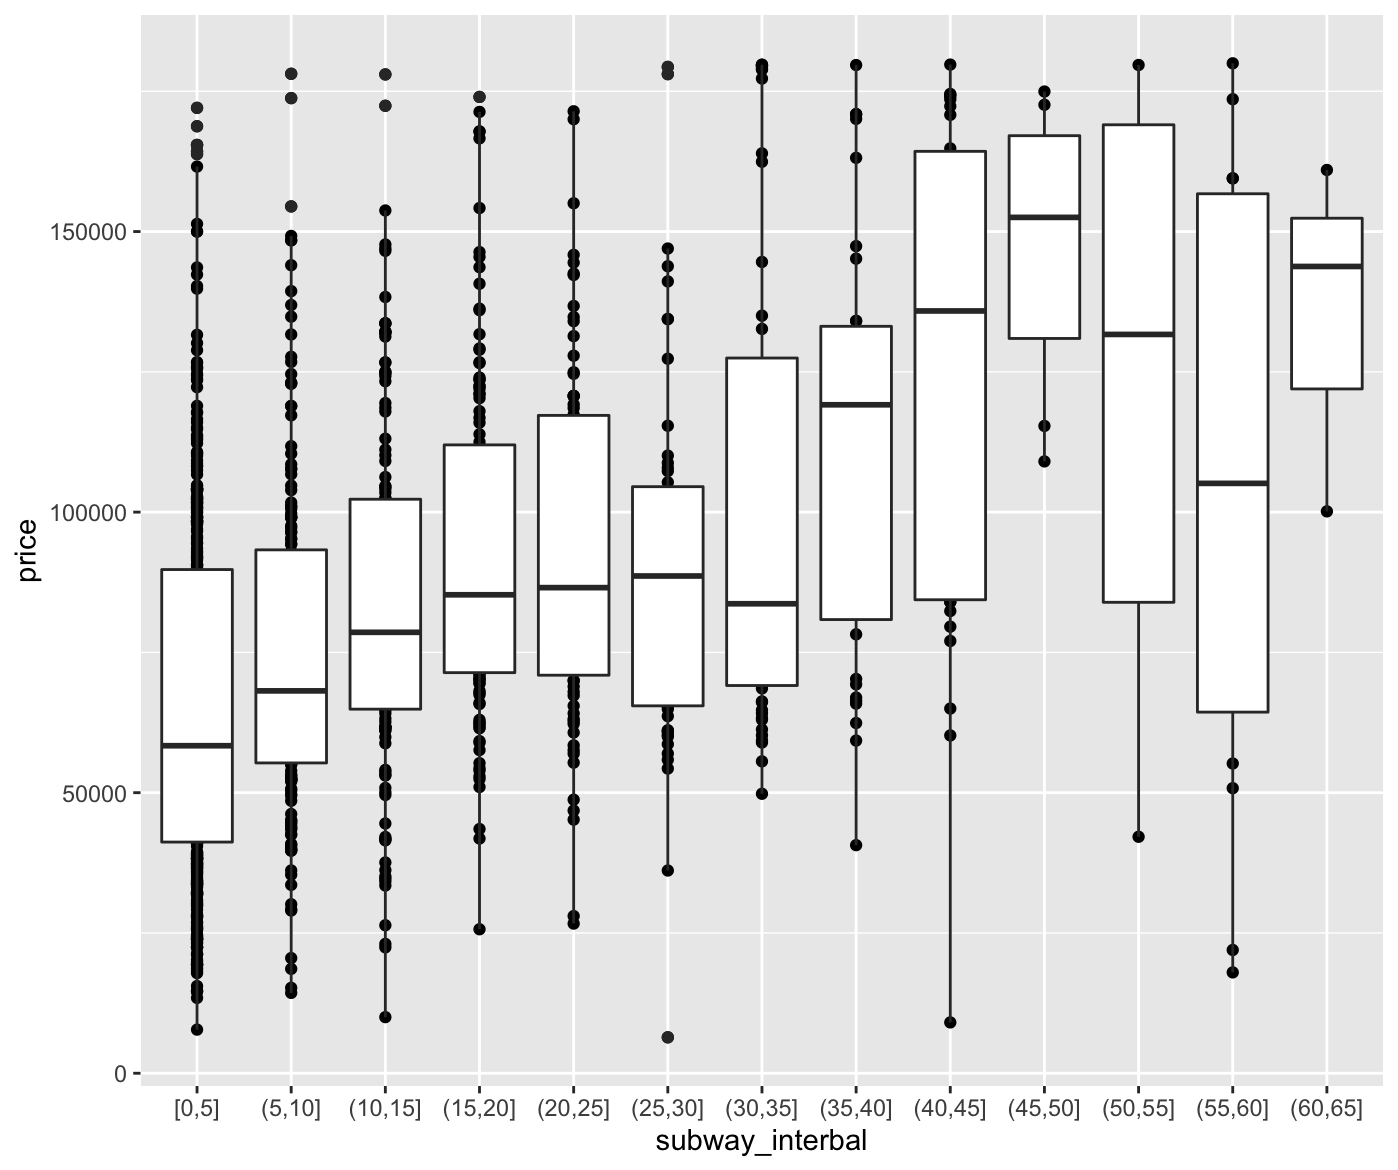 price
150000
100000
50000
0
[0,5] (5,10] (10,15] (15,20] (20,25] (25,30] (30,35] (35,40] (40,45] (45,50] (50,55] (55,60] (60,65]
subway_interbal